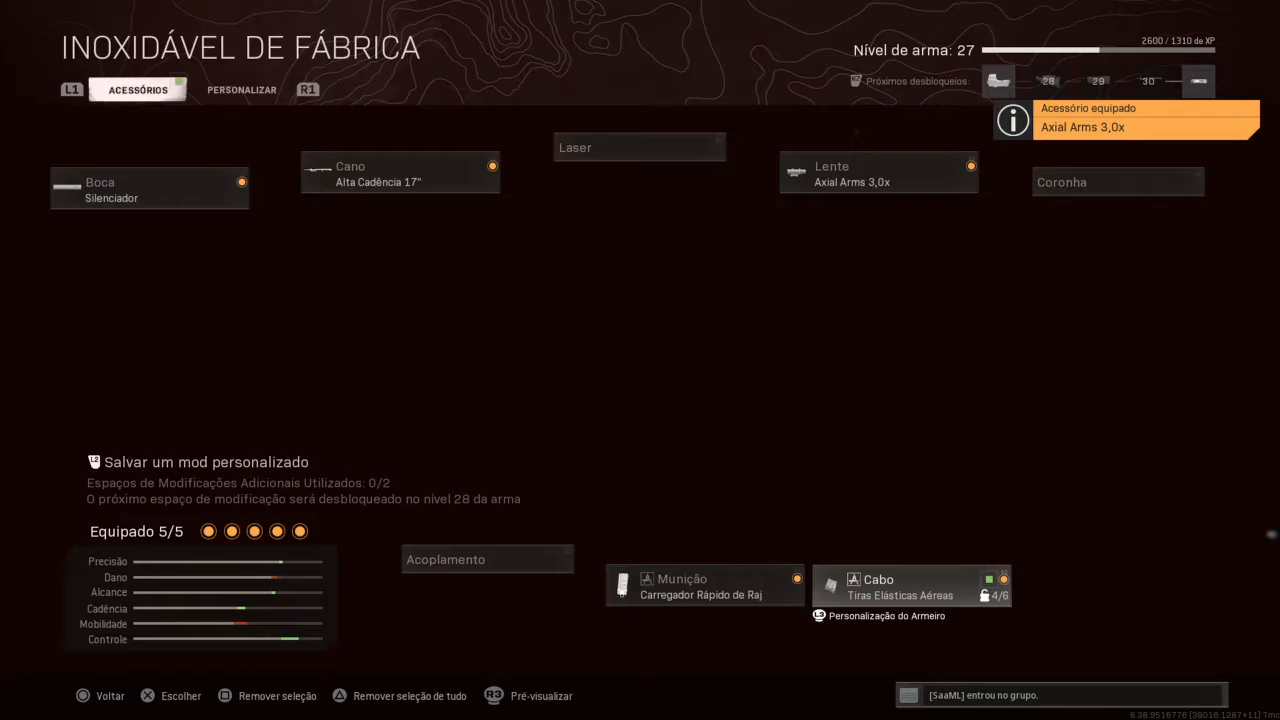 INOXIDÁVEL DE FÁBRICA
2600 / 1310 de XP
Nível de arma: 27
Próximos desbloqueios:
28
29
30
L1
ACESSÓRIOS
PERSONALIZAR
R1
Acessório equipado
Axial Arms 3,0x
Boca
Silenciador
Cano
Alta Cadência 17"
Laser
Lente
Axial Arms 3,0x
Coronha
L2 Salvar um mod personalizado
Espaços de Modificações Adicionais Utilizados: 0/2
O próximo espaço de modificação será desbloqueado no nível 28 da arma
Equipado 5/5
Precisão
Dano
Alcance
Cadência
Mobilidade
Controle
Acoplamento
Munição
Carregador Rápido de Raj
Cabo
Tiras Elásticas Aéreas
4/6
L3 Personalização do Armeiro
Voltar
Escolher
Remover seleção
Remover seleção de tudo
R3 Pré-visualizar
[SaaML] entrou no grupo.